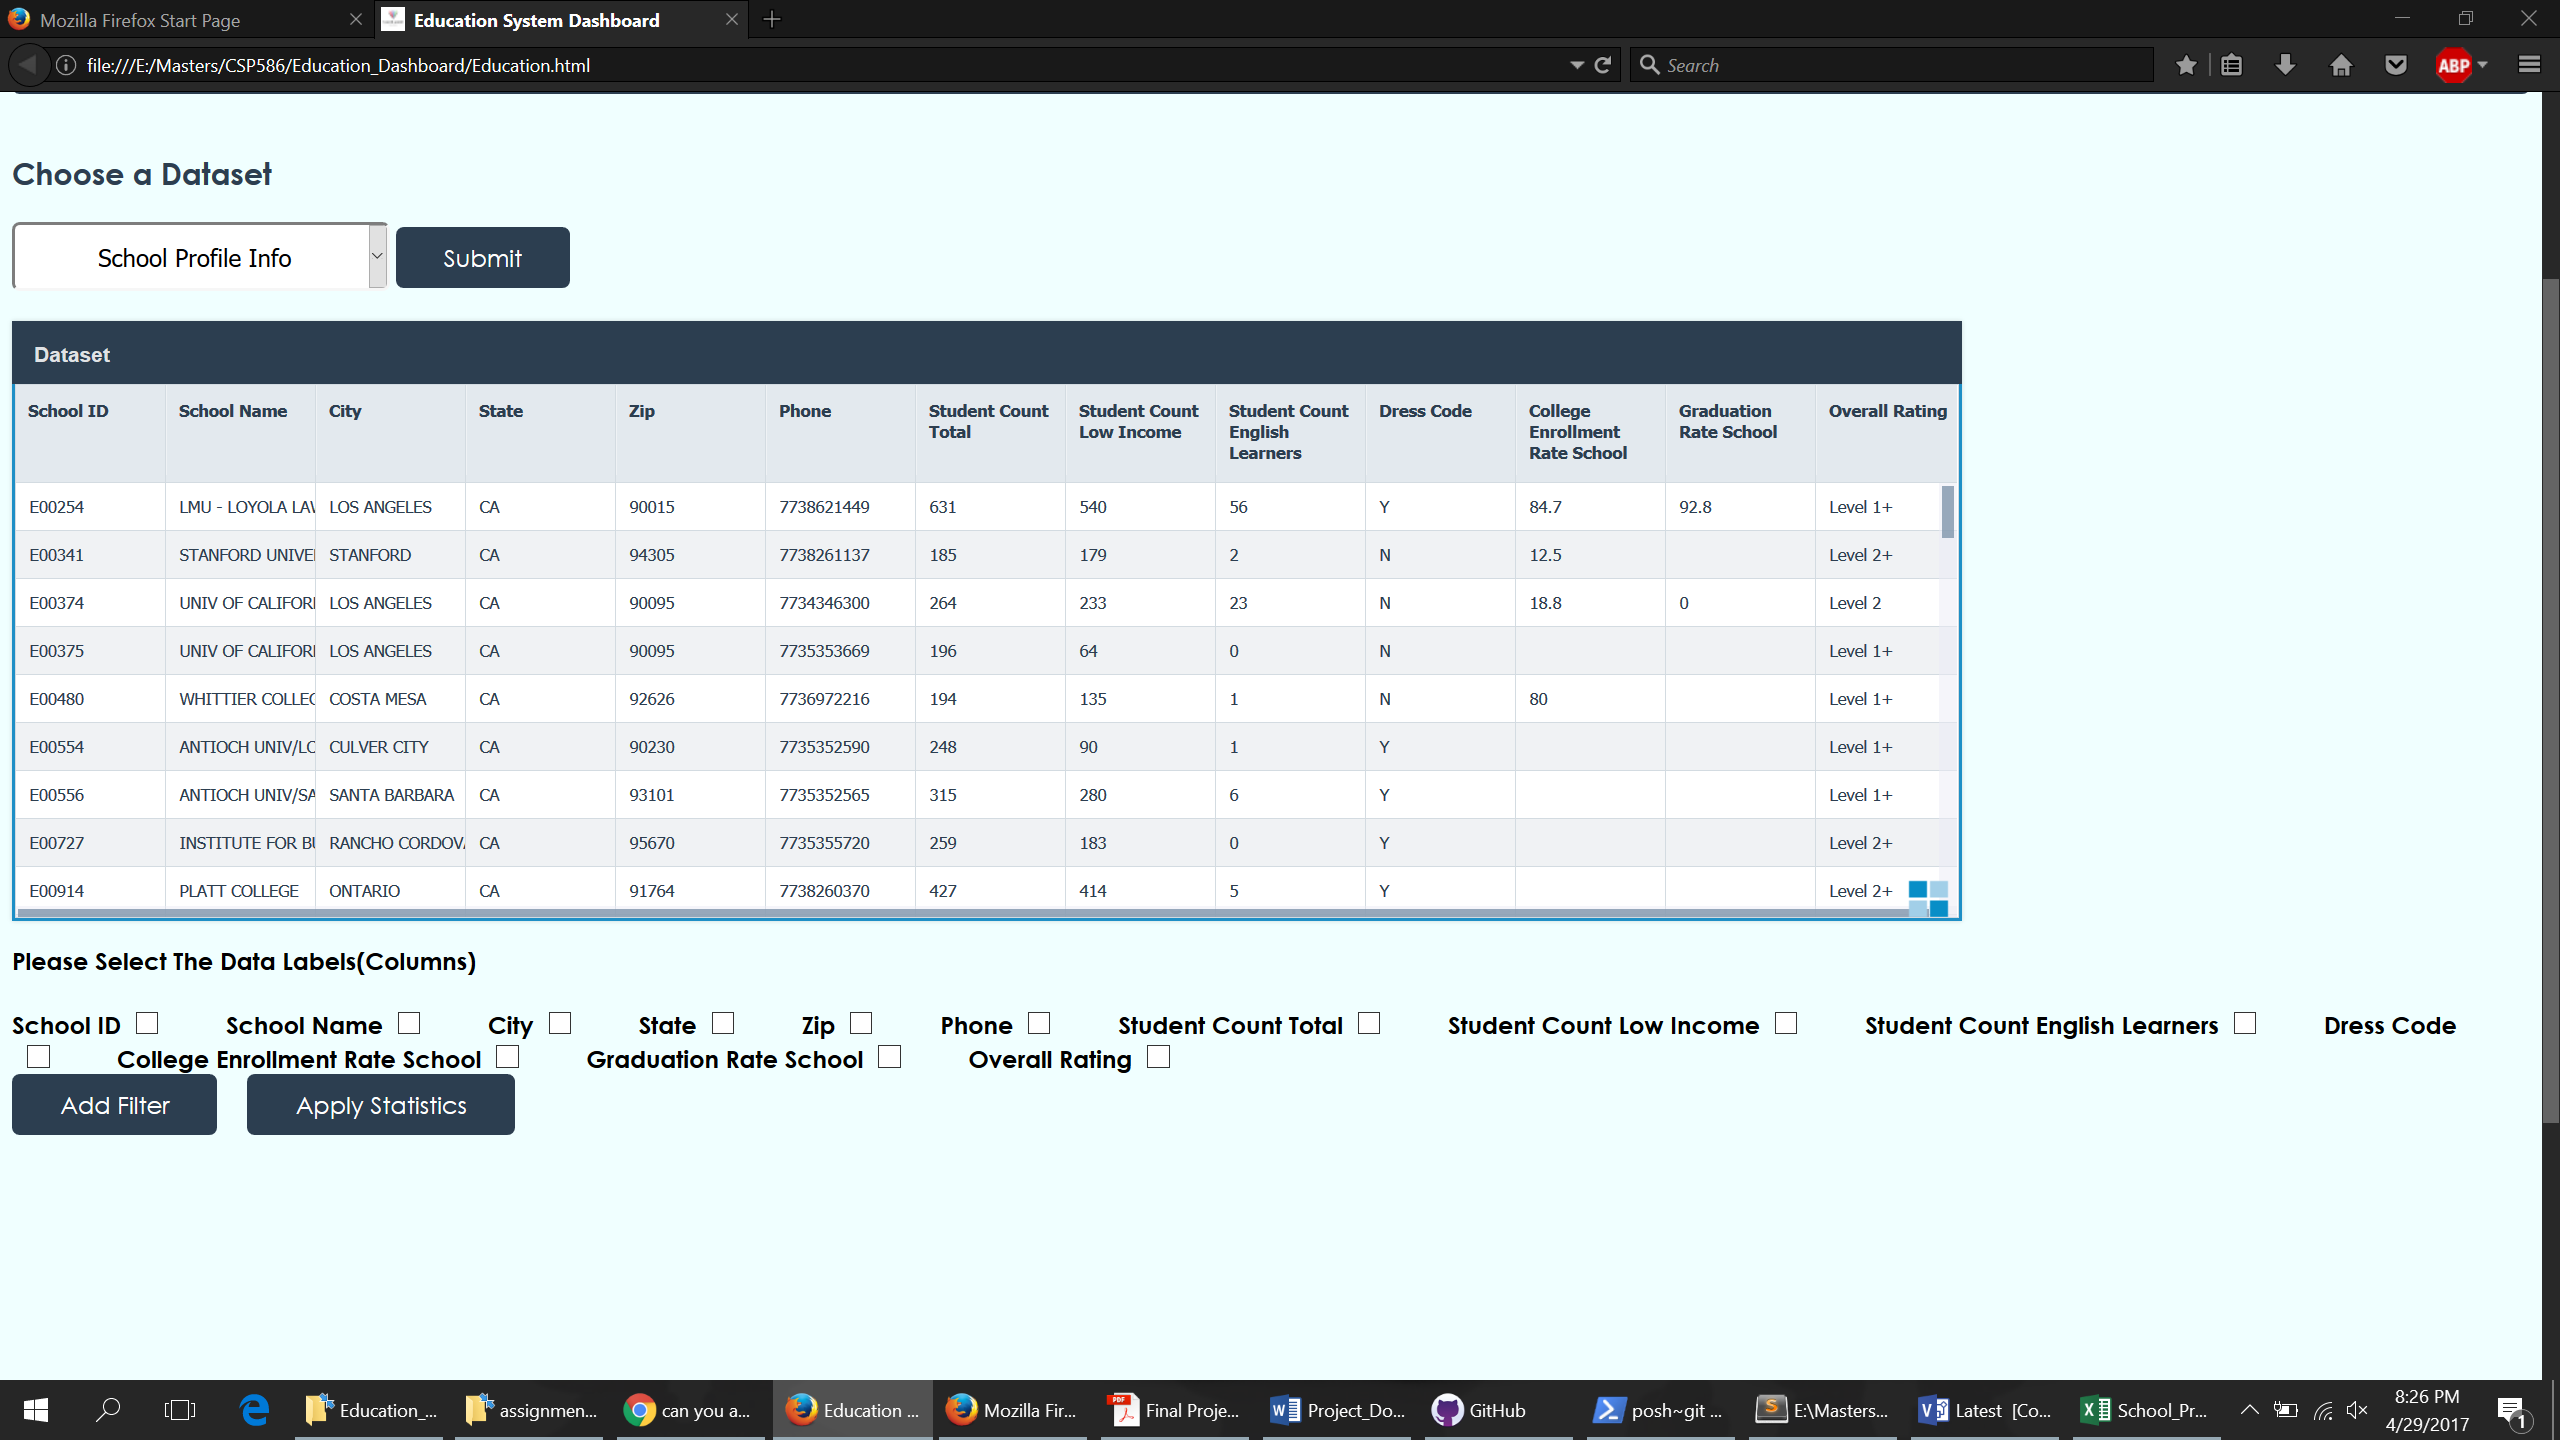 Mozilla Firefox Start Page
Education System Dashboard
file:///E:/Masters/CSP586/Education_Dashboard/Education.html
Search
ABP
Choose a Dataset
School Profile Info
Submit
Dataset
School ID School Name City State Zip Phone Student Count Total Student Count Low Income Student Count English Learners Dress Code College Enrollment Rate School Graduation Rate School Overall Rating
E00254 LMU - LOYOLA LAW LOS ANGELES CA 90015 7738621449 631 540 56 Y 84.7 92.8 Level 1+
E00341 STANFORD UNIVE STANFORD CA 94305 7738261137 185 179 2 N 12.5 Level 2+
E00374 UNIV OF CALIFOR LOS ANGELES CA 90095 7734346300 264 233 23 N 18.8 0 Level 2
E00375 UNIV OF CALIFOR LOS ANGELES CA 90095 7735353669 196 64 0 N Level 1+
E00480 WHITTIER COLLEG COSTA MESA CA 92626 7736972216 194 135 1 N 80 Level 1+
E00554 ANTIOCH UNIV/LO CULVER CITY CA 90230 7735352590 248 90 1 Y Level 1+
E00556 ANTIOCH UNIV/SA SANTA BARBARA CA 93101 7735352565 315 280 6 Y Level 1+
E00727 INSTITUTE FOR BU RANCHO CORDOVA CA 95670 7735355720 259 183 0 Y Level 2+
E00914 PLATT COLLEGE ONTARIO CA 91764 7738260370 427 414 5 Y Level 2+
Please Select The Data Labels(Columns)
School ID School Name City State Zip Phone Student Count Total Student Count Low Income Student Count English Learners Dress Code
College Enrollment Rate School Graduation Rate School Overall Rating
Add Filter Apply Statistics
Education_... assignmen... can you a... Education ... Mozilla Fir... Final Proje... Project_Do... GitHub posh~git ... E:\Masters... Latest [Co... School_Pr...
8:26 PM
4/29/2017
1